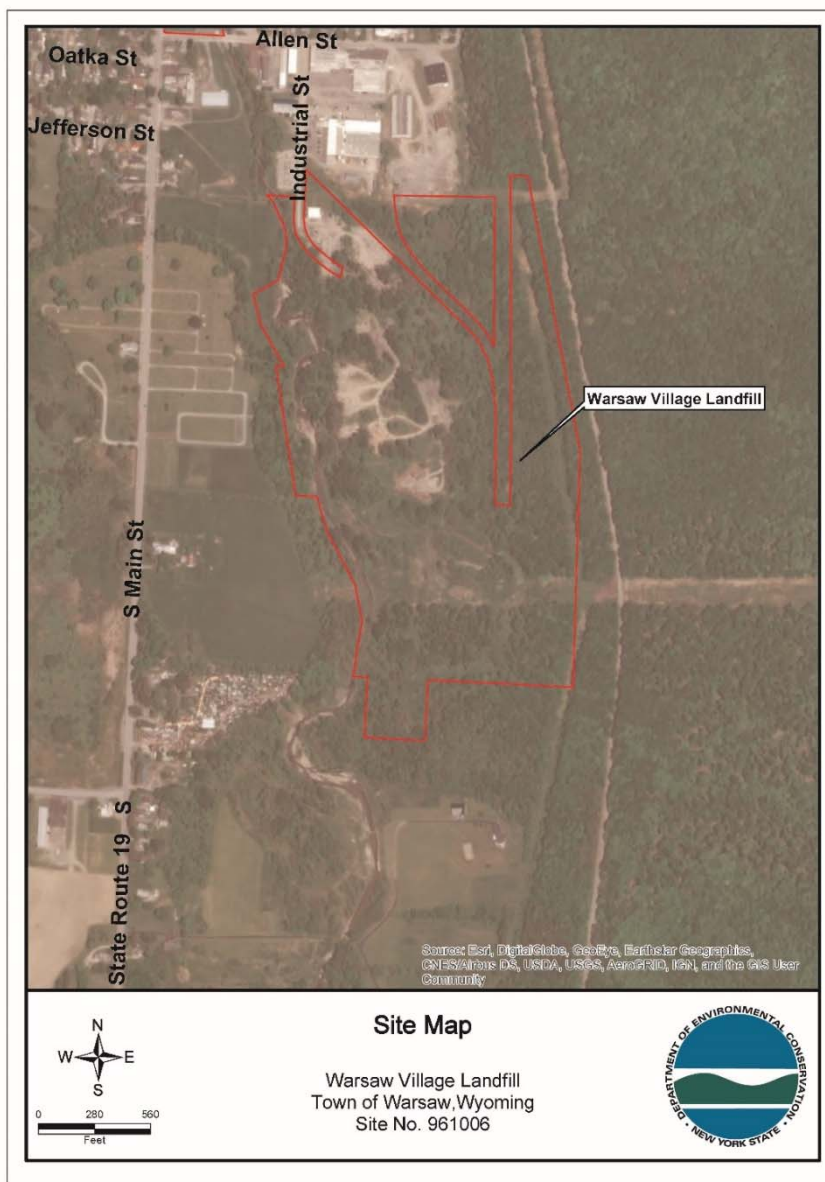 Allen St
Oatka St
Jefferson St
Industrial St
Warsaw Village Landfill
S Main St
State Route 19 S
Source: Esri, DigitalGlobe, GeoEye, Earthstar Geographics,
CNES/Airbus DS, USDA, USGS, AeroGRID, IGN, and the GIS User
Community
N
W E
S
0 280 560
Feet
Site Map
Warsaw Village Landfill
Town of Warsaw,Wyoming
Site No. 961006
DEPARTMENT OF ENVIRONMENTAL CONSERVATION
NEW YORK STATE